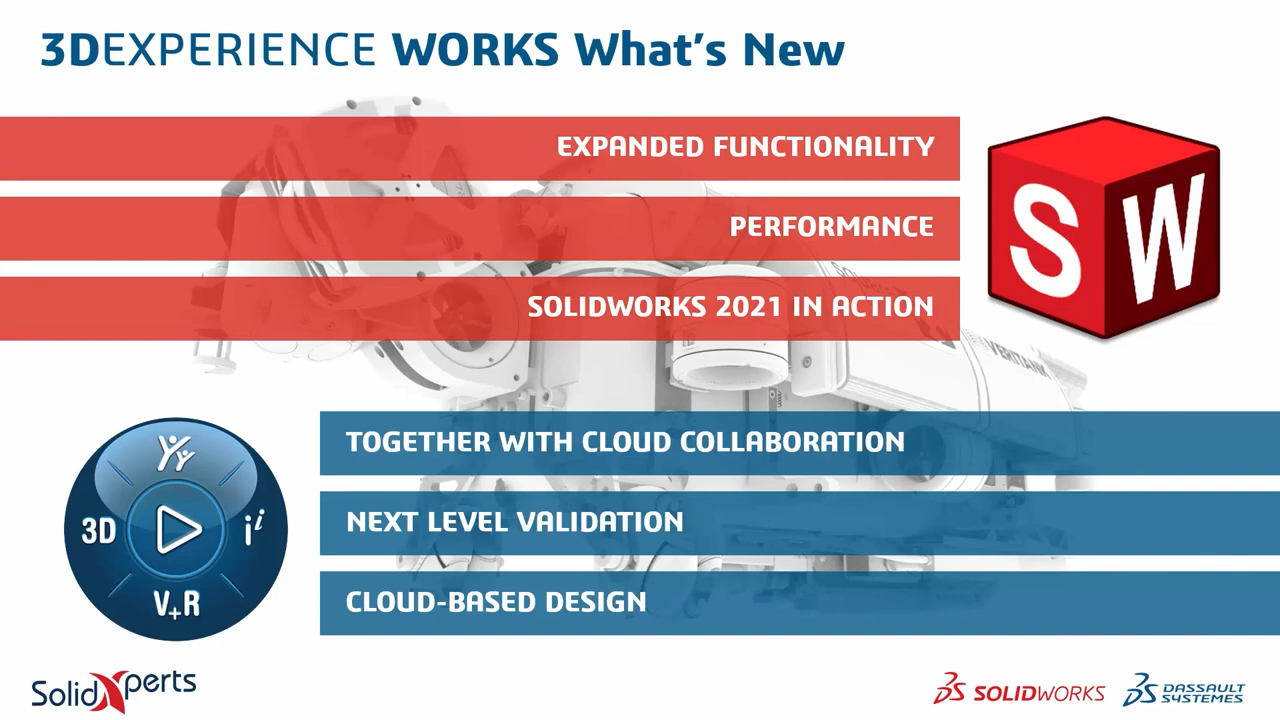 3DEXPERIENCE WORKS What's New
EXPANDED FUNCTIONALITY
PERFORMANCE
SOLIDWORKS 2021 IN ACTION
SW
VERITANK
TOGETHER WITH CLOUD COLLABORATION
NEXT LEVEL VALIDATION
CLOUD-BASED DESIGN
3D
i i
V+R
SolidXperts
SOLIDWORKS
DASSAULT
SYSTEMES